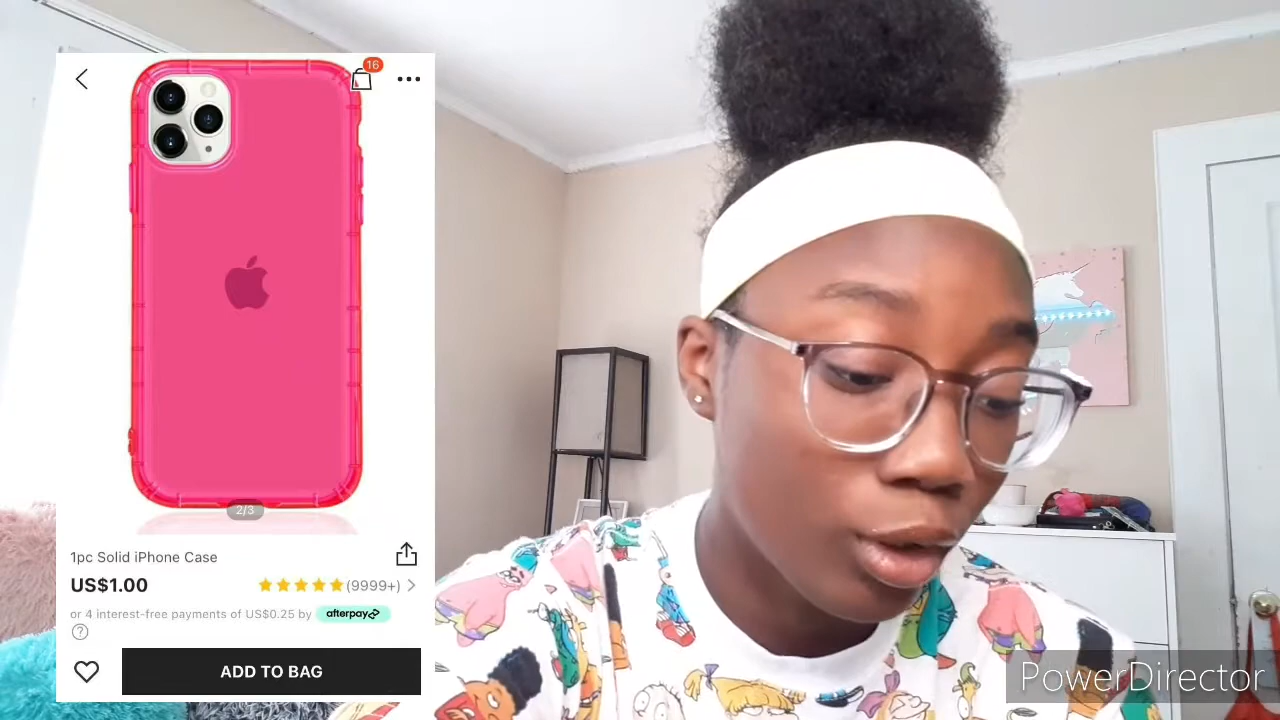 16
2/3
1pc Solid iPhone Case
US$1.00
(9999+)
or 4 interest-free payments of US$0.25 by afterpay
?
ADD TO BAG
PowerDirector